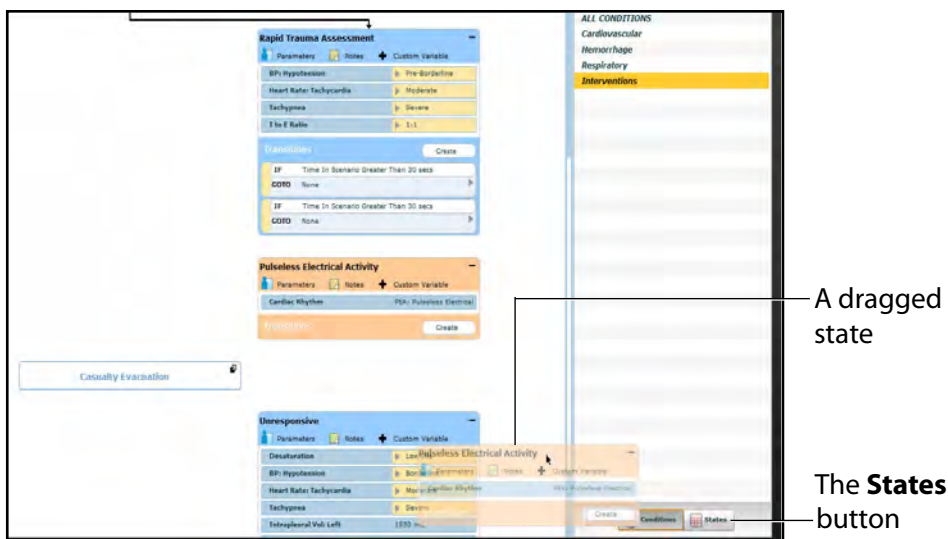 Rapid Trauma Assessment
Parameters Notes Custom Variable
BP: Hypotension Pre-Borderline
Heart Rate: Tachycardia Moderate
Tachypnea Severe
I to E Ratio 1:1
Transitions Create
IF Time In Scenario Greater Than 30 secs
GOTO None
IF Time In Scenario Greater Than 30 secs
GOTO None
Pulseless Electrical Activity
Parameters Notes Custom Variable
Cardiac Rhythm PEA: Pulseless Electrical
Transitions Create
Casualty Evacuation
Unresponsive
Parameters Notes Custom Variable
Desaturation
BP: Hypotension
Heart Rate: Tachycardia
Tachypnea Severe
Intrapleural Vol: Left
Pulseless Electrical Activity
Parameters Notes Custom Variable
Cardiac Rhythm PEA: Pulseless Electrical
Create
ALL CONDITIONS
Cardiovascular
Hemorrhage
Respiratory
Interventions
Conditions States
A dragged
state
The States
button